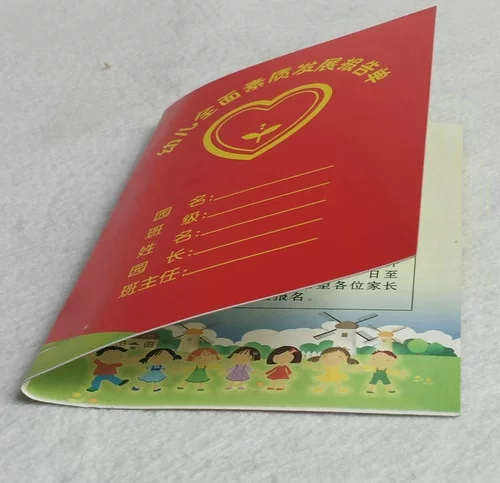 幼儿全面素质发展报告册
园 名:
班 级:
姓 名:
园 长:
班主任:
日至
望各位家长
报名。